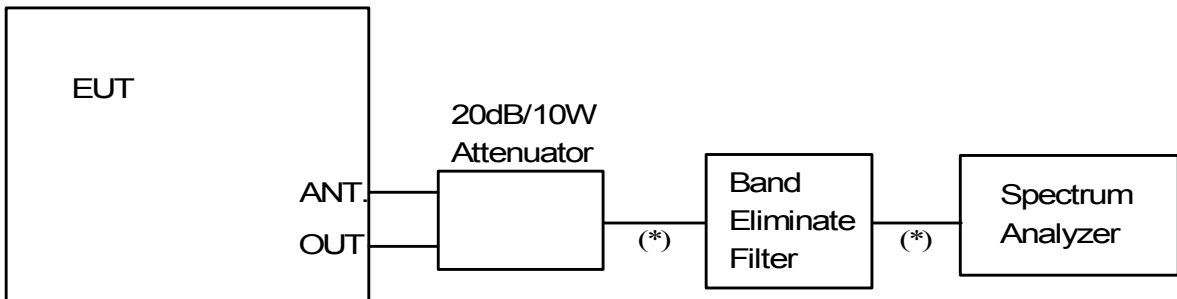 EUT
20dB/10W
Attenuator
ANT.
OUT
(*)
Band
Eliminate
Filter
(*)
Spectrum
Analyzer